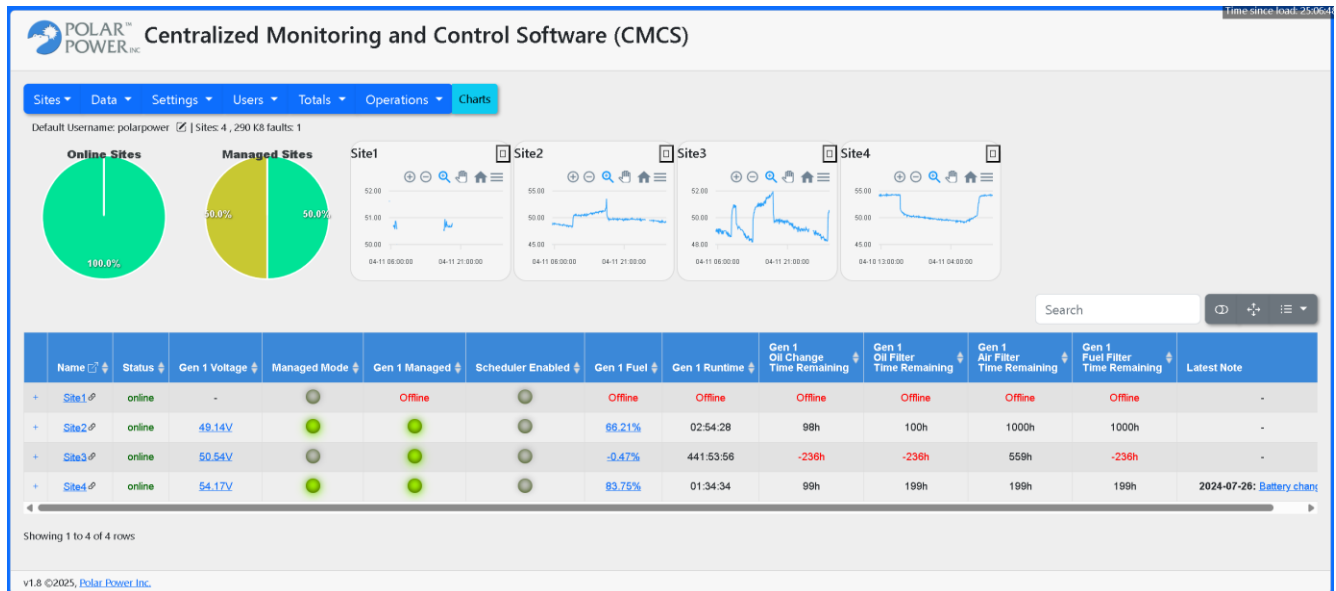 Time since load: 25:06:48
POLAR™ POWER INC
Centralized Monitoring and Control Software (CMCS)
Sites Data Settings Users Totals Operations Charts
Default Username: polarpower | Sites: 4 , 290 K8 faults: 1
Online Sites
100.0%
Managed Sites
50.0% 50.0%
Site1
52.00
51.00
50.00
04-11 06:00:00 04-11 21:00:00
Site2
55.00
50.00
45.00
04-11 06:00:00 04-11 21:00:00
Site3
52.00
50.00
48.00
04-11 06:00:00 04-11 21:00:00
Site4
55.00
50.00
45.00
04-10 13:00:00 04-11 04:00:00
Search
Name Status Gen 1 Voltage Managed Mode Gen 1 Managed Scheduler Enabled Gen 1 Fuel Gen 1 Runtime Gen 1 Oil Change Time Remaining Gen 1 Oil Filter Time Remaining Gen 1 Air Filter Time Remaining Gen 1 Fuel Filter Time Remaining Latest Note
+ Site1 online - Offline Offline Offline Offline Offline Offline Offline -
+ Site2 online 49.14V 66.21% 02:54:28 98h 100h 1000h 1000h -
+ Site3 online 50.54V -0.47% 441:53:56 -236h -236h 559h -236h -
+ Site4 online 54.17V 83.75% 01:34:34 99h 199h 199h 199h 2024-07-26: Battery chang
Showing 1 to 4 of 4 rows
v1.8 ©2025, Polar Power Inc.